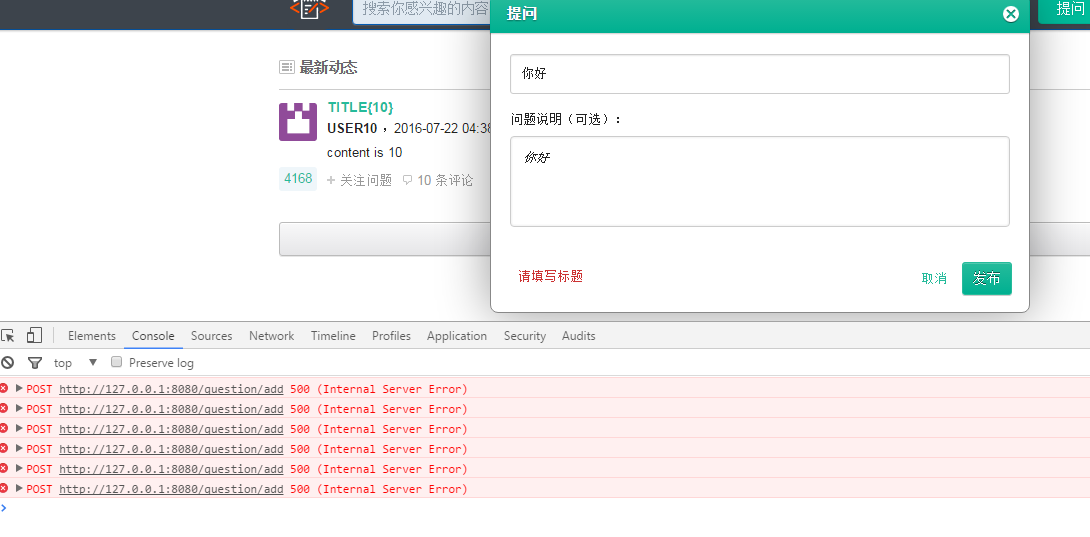 搜索你感兴趣的内容
提问
提问
最新动态
你好
TITLE{10}
USER10 , 2016-07-22 04:38
content is 10
4168 + 关注问题 10 条评论
问题说明（可选）：
你好
请填写标题
取消 发布
Elements Console Sources Network Timeline Profiles Application Security Audits
top ▼ Preserve log
POST http://127.0.0.1:8080/question/add 500 (Internal Server Error)
POST http://127.0.0.1:8080/question/add 500 (Internal Server Error)
POST http://127.0.0.1:8080/question/add 500 (Internal Server Error)
POST http://127.0.0.1:8080/question/add 500 (Internal Server Error)
POST http://127.0.0.1:8080/question/add 500 (Internal Server Error)
POST http://127.0.0.1:8080/question/add 500 (Internal Server Error)